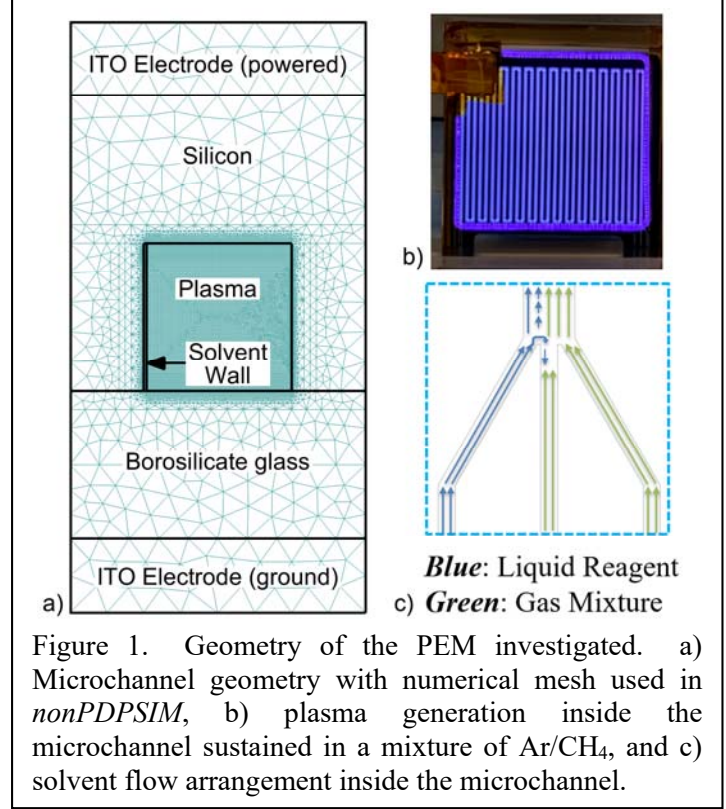 ITO Electrode (powered)
Silicon
Plasma
Solvent
Wall
Borosilicate glass
ITO Electrode (ground)
a)
b)
c)
Blue: Liquid Reagent
Green: Gas Mixture
Figure 1. Geometry of the PEM investigated. a)
Microchannel geometry with numerical mesh used in
nonPDPSIM, b) plasma generation inside the
microchannel sustained in a mixture of Ar/CH₄, and c)
solvent flow arrangement inside the microchannel.